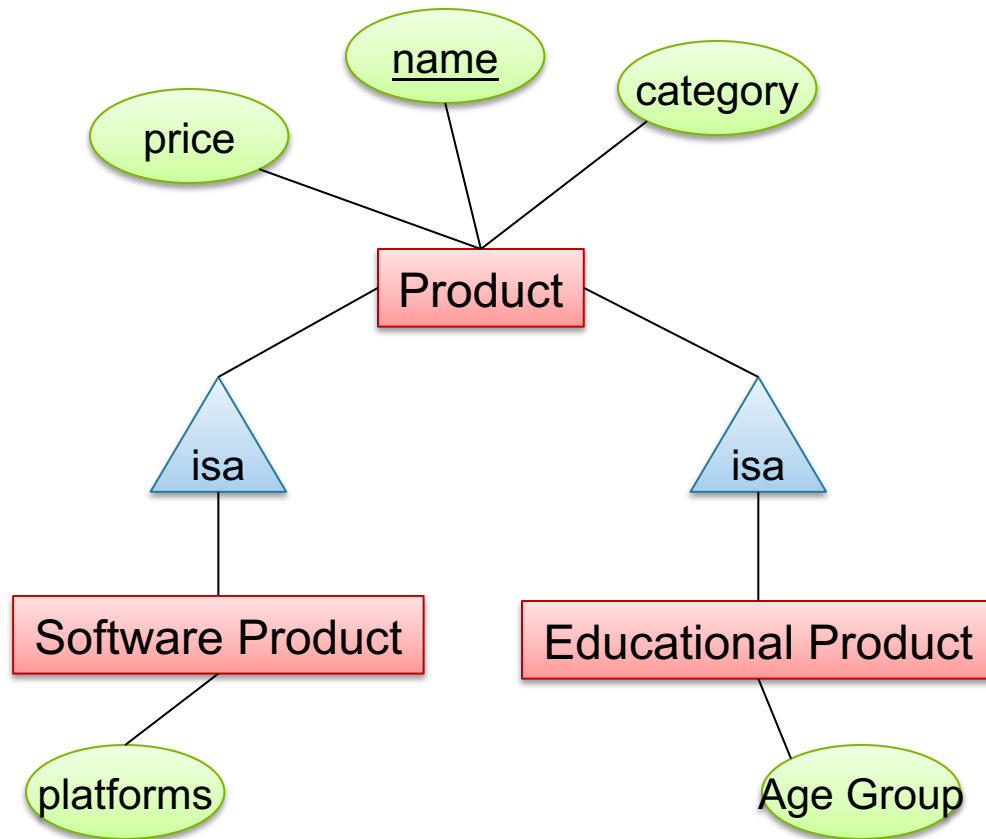 name
category
price
Product
isa
isa
Software Product
Educational Product
platforms
Age Group